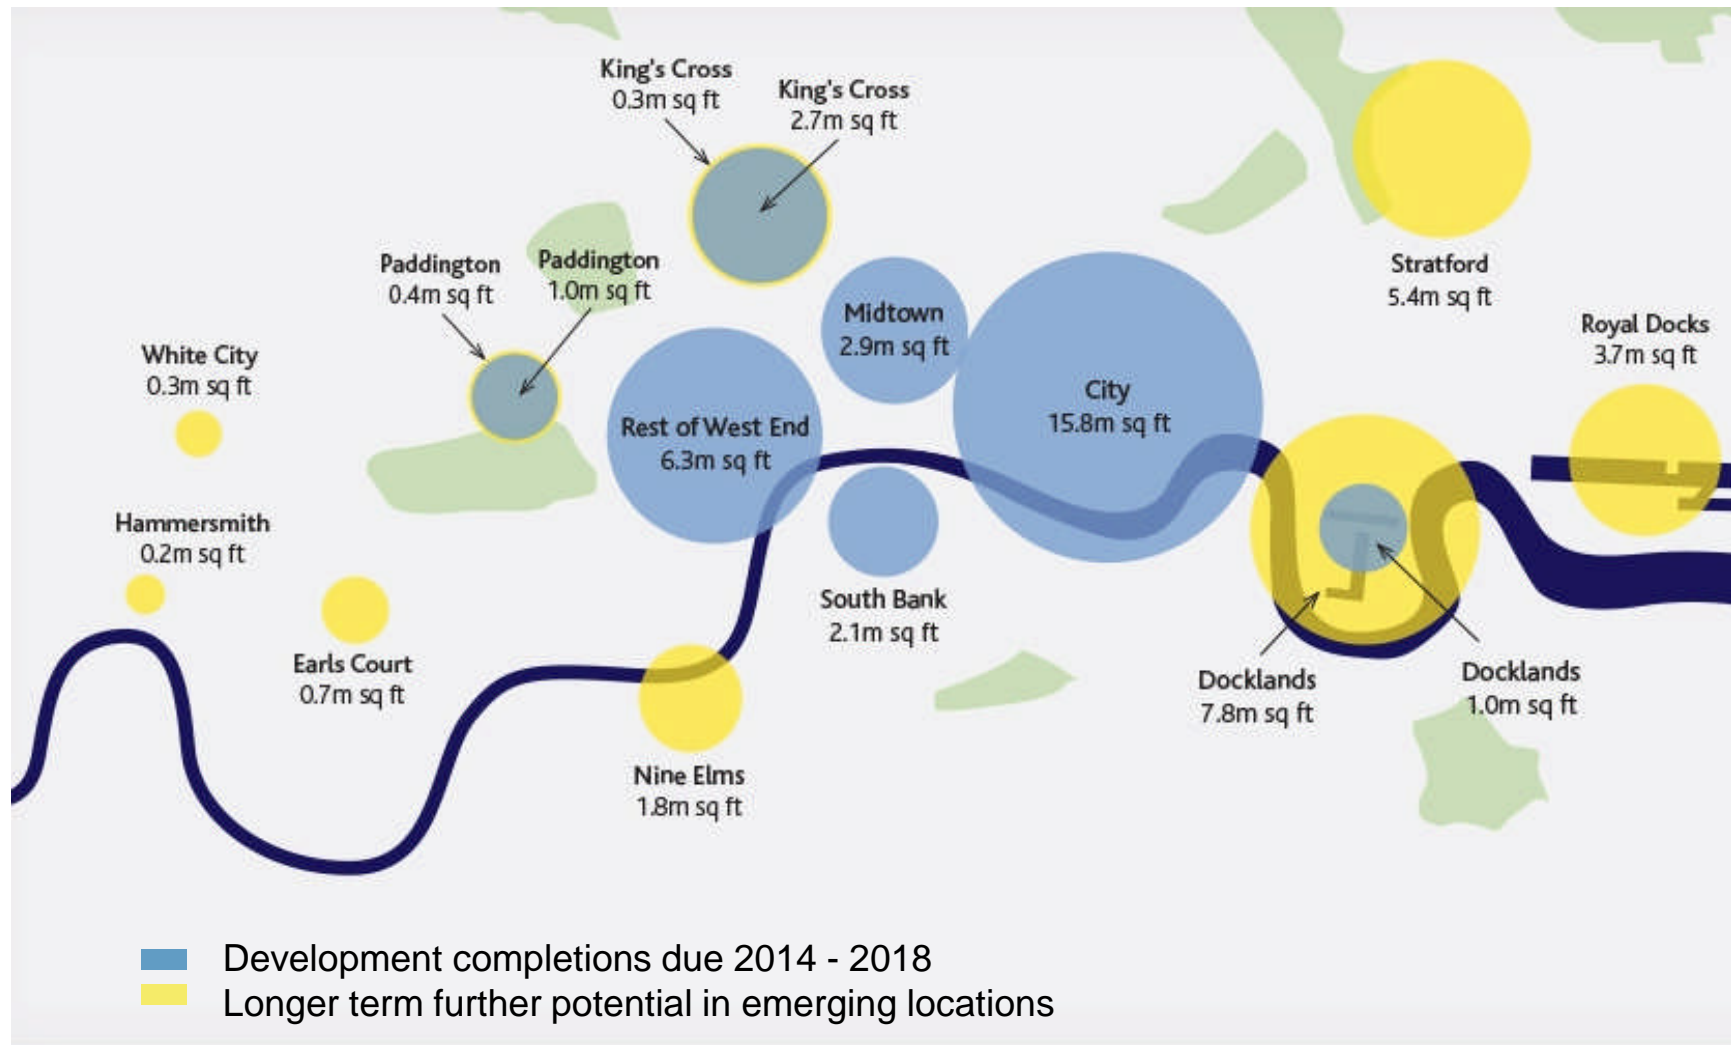 King's Cross
0.3m sq ft
King's Cross
2.7m sq ft
Paddington
0.4m sq ft
Paddington
1.0m sq ft
Stratford
5.4m sq ft
Midtown
2.9m sq ft
Royal Docks
3.7m sq ft
White City
0.3m sq ft
City
15.8m sq ft
Rest of West End
6.3m sq ft
Hammersmith
0.2m sq ft
South Bank
2.1m sq ft
Earls Court
0.7m sq ft
Docklands
7.8m sq ft
Docklands
1.0m sq ft
Nine Elms
1.8m sq ft
Development completions due 2014 - 2018
Longer term further potential in emerging locations